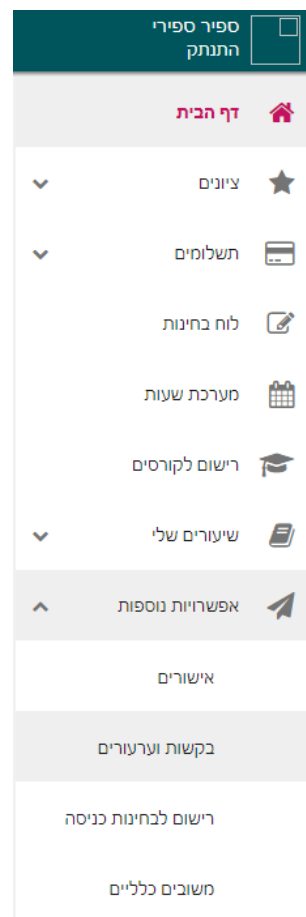 ספיר ספירי
התנתק
דף הבית
ציונים
תשלומים
לוח בחינות
מערכת שעות
רישום לקורסים
שיעורים שלי
אפשרויות נוספות
אישורים
בקשות וערעורים
רישום לבחינות כניסה
משובים כלליים